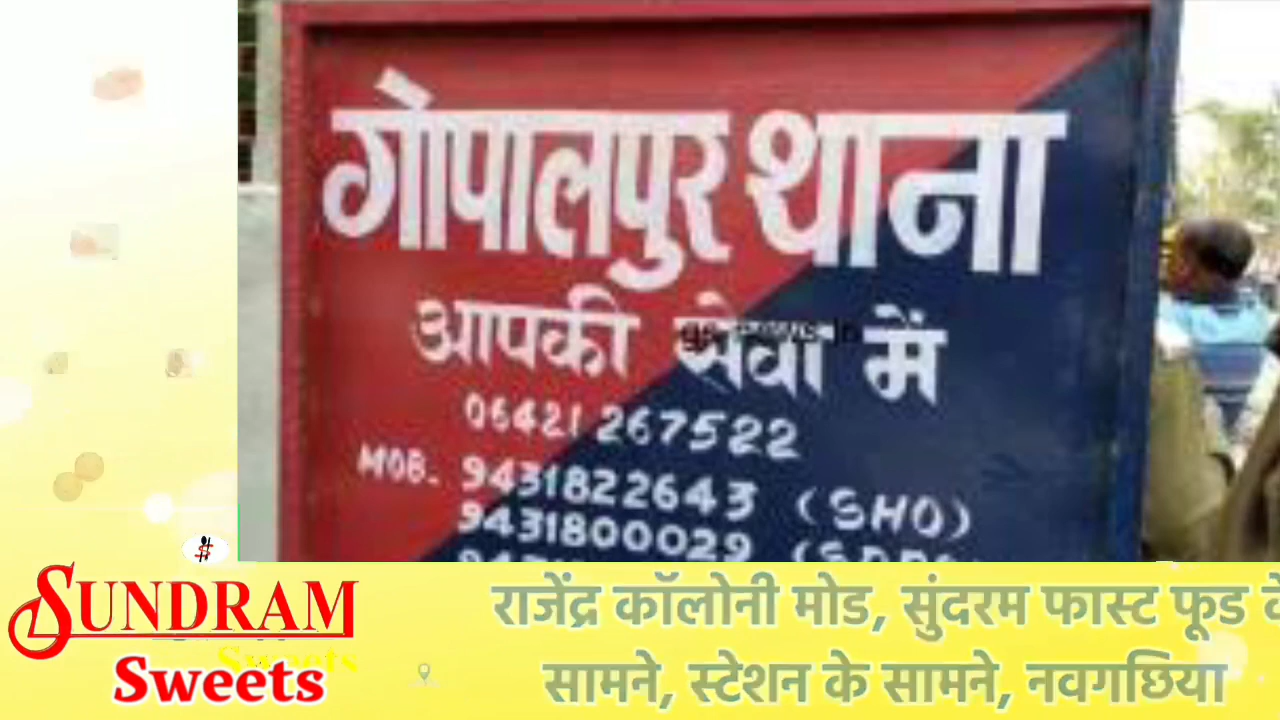 गोपालपुर थाना
आपकी सेवा में
06421 267522
MOB. 9431822643 (SHO)
9431800029
SUNDRAM
Sweets
राजेंद्र कॉलोनी मोड, सुंदरम फास्ट फूड के
सामने, स्टेशन के सामने, नवगछिया